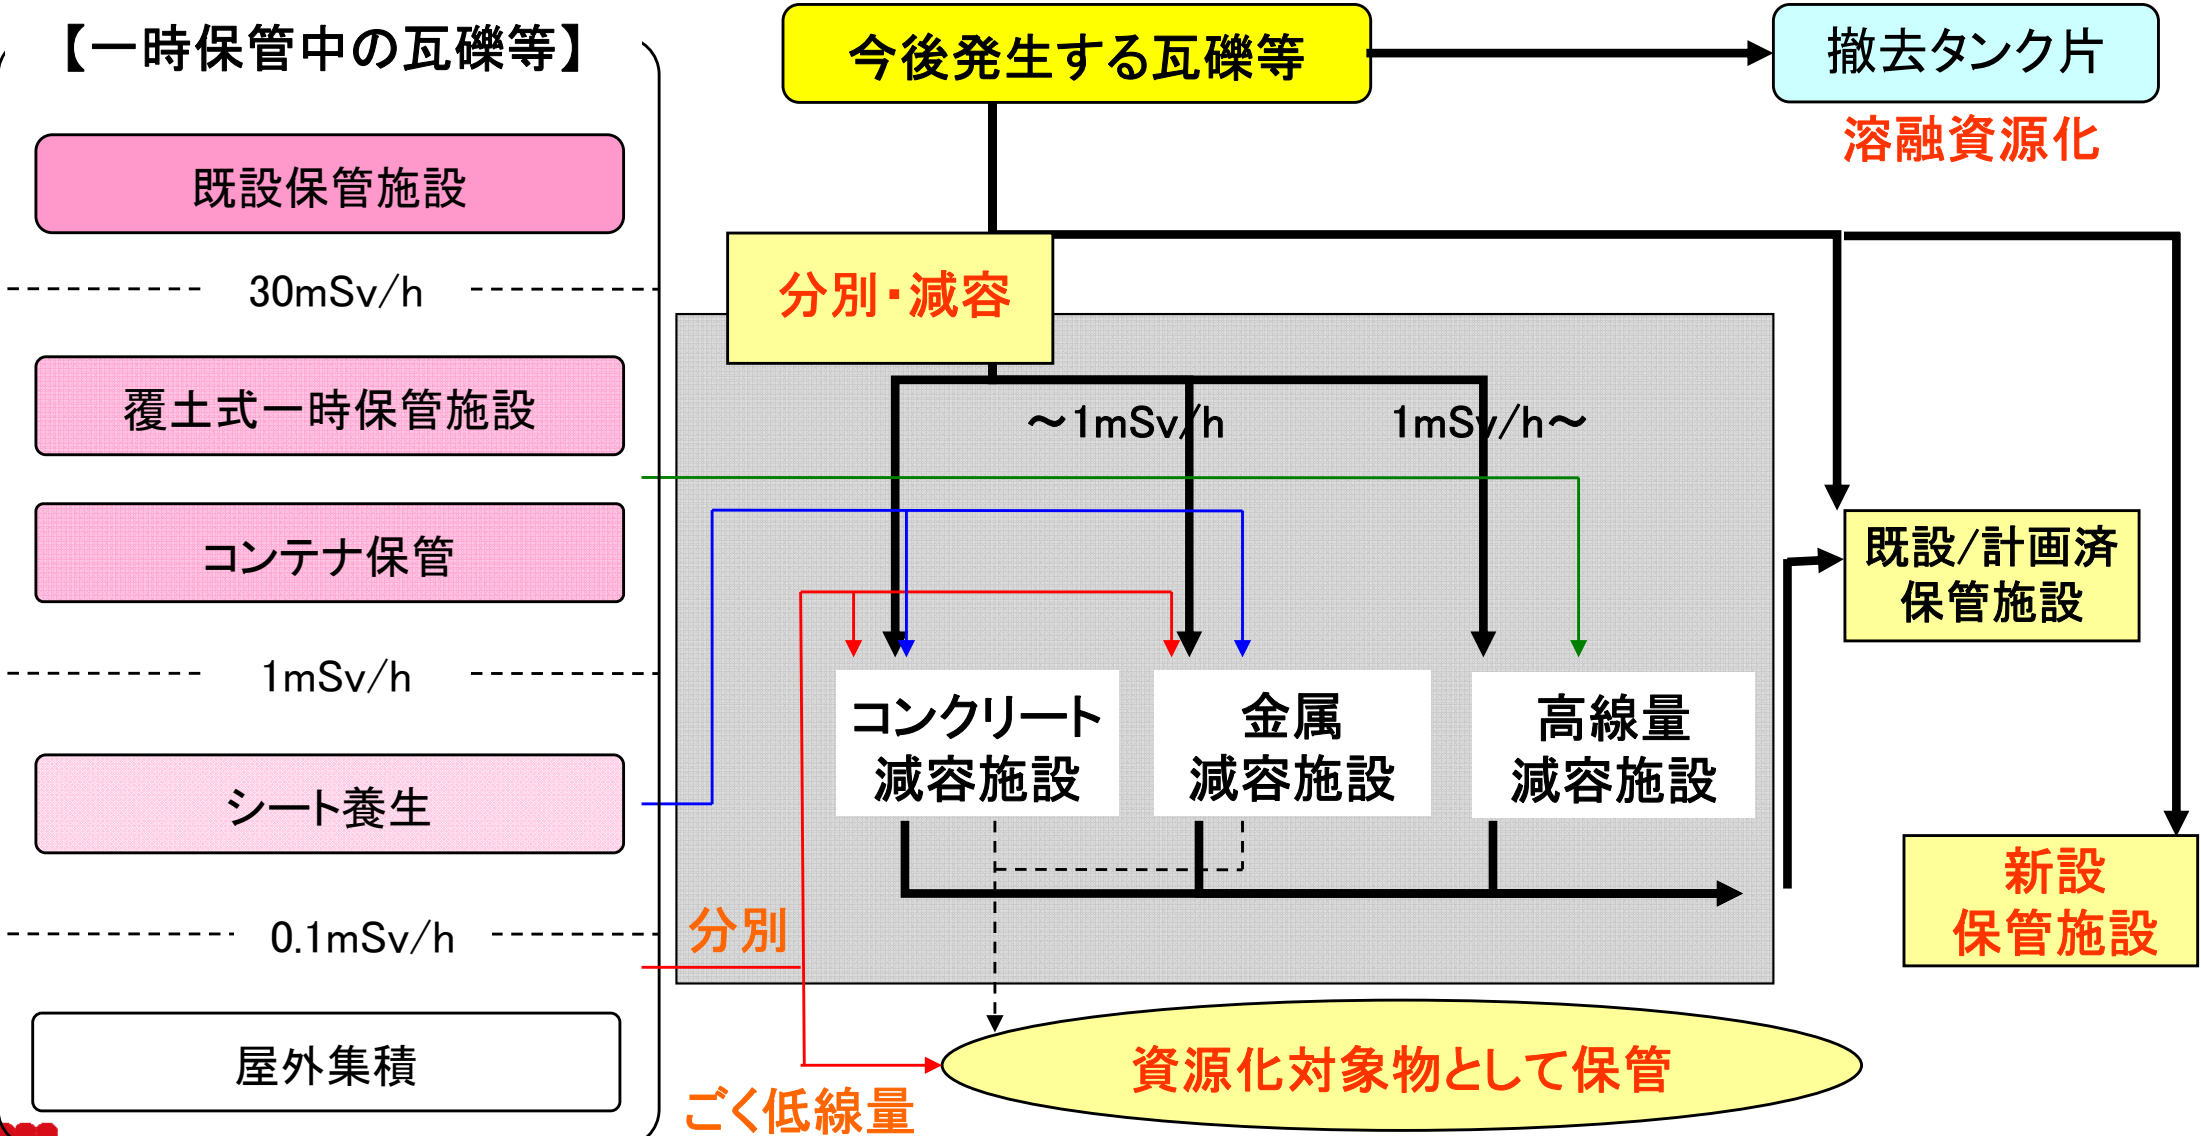 【一時保管中の瓦礫等】
既設保管施設
30mSv/h
覆土式一時保管施設
コンテナ保管
1mSv/h
シート養生
0.1mSv/h
屋外集積
今後発生する瓦礫等
撤去タンク片
溶融資源化
分別・減容
～1mSv/h
1mSv/h～
コンクリート
減容施設
金属
減容施設
高線量
減容施設
既設/計画済
保管施設
新設
保管施設
分別
ごく低線量
資源化対象物として保管